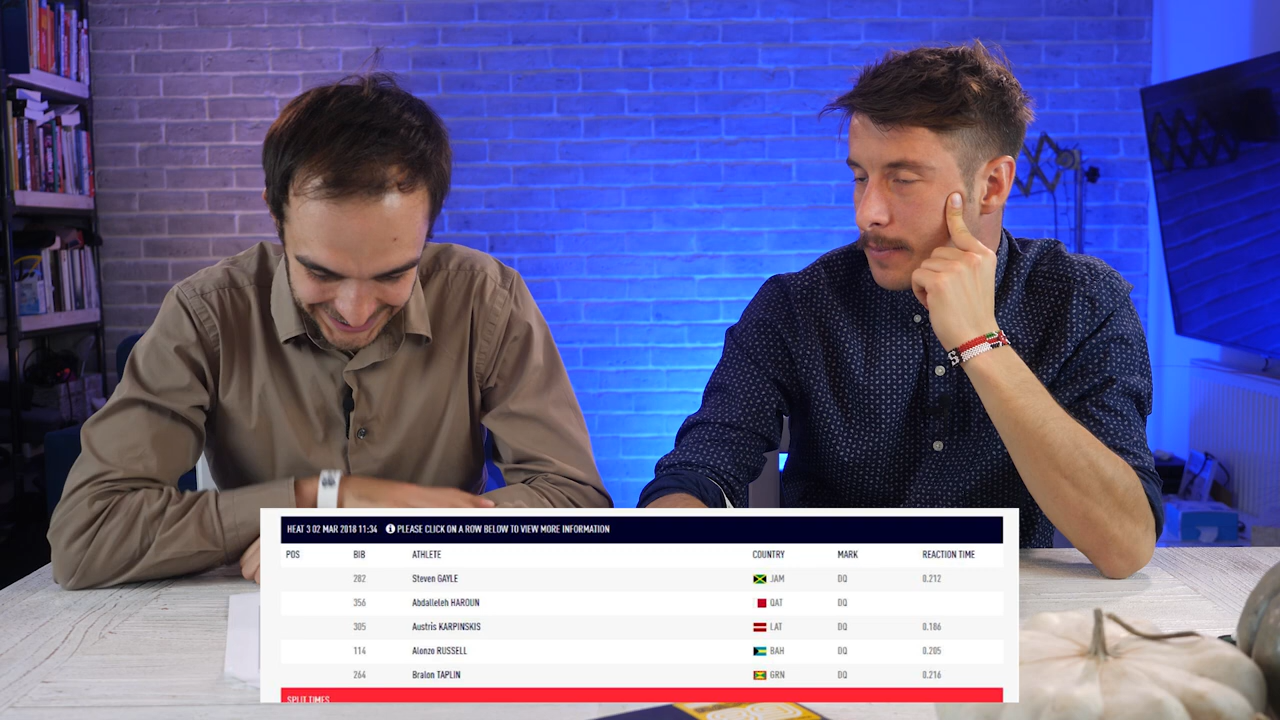 HEAT 3 02 MAR 2018 11:34 PLEASE CLICK ON A ROW BELOW TO VIEW MORE INFORMATION
POS BIB ATHLETE COUNTRY MARK REACTION TIME
282 Steven GAYLE JAM DQ 0.212
356 Abdalleleh HAROUN QAT DQ
305 Austris KARPINSKIS LAT DQ 0.186
114 Alonzo RUSSELL BAH DQ 0.205
264 Bralon TAPLIN GRN DQ 0.216
SPLIT TIMES